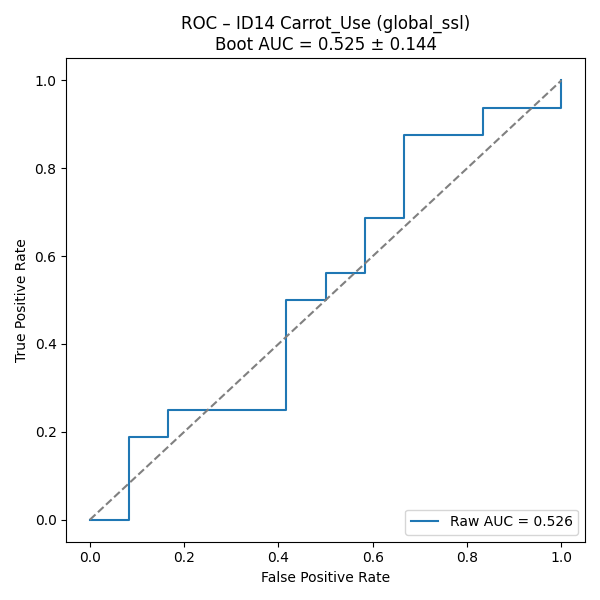 ROC – ID14 Carrot_Use (global_ssl)
Boot AUC = 0.525 ± 0.144
True Positive Rate
1.0
0.8
0.6
0.4
0.2
0.0
Raw AUC = 0.526
0.0 0.2 0.4 0.6 0.8 1.0
False Positive Rate